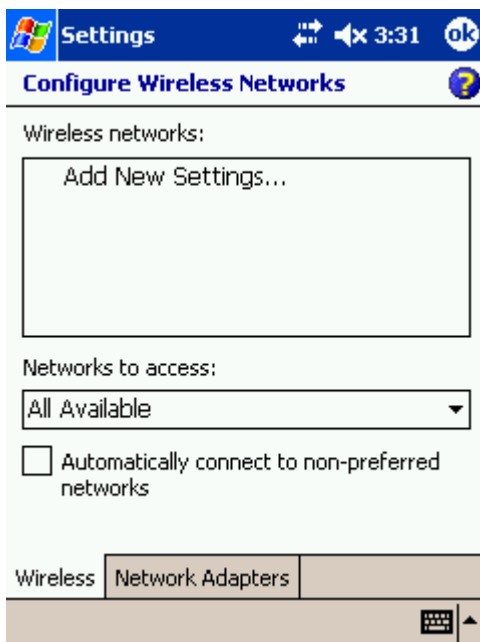 Settings 3:31 ok
Configure Wireless Networks ?
Wireless networks:
Add New Settings...
Networks to access:
All Available
Automatically connect to non-preferred
networks
Wireless Network Adapters